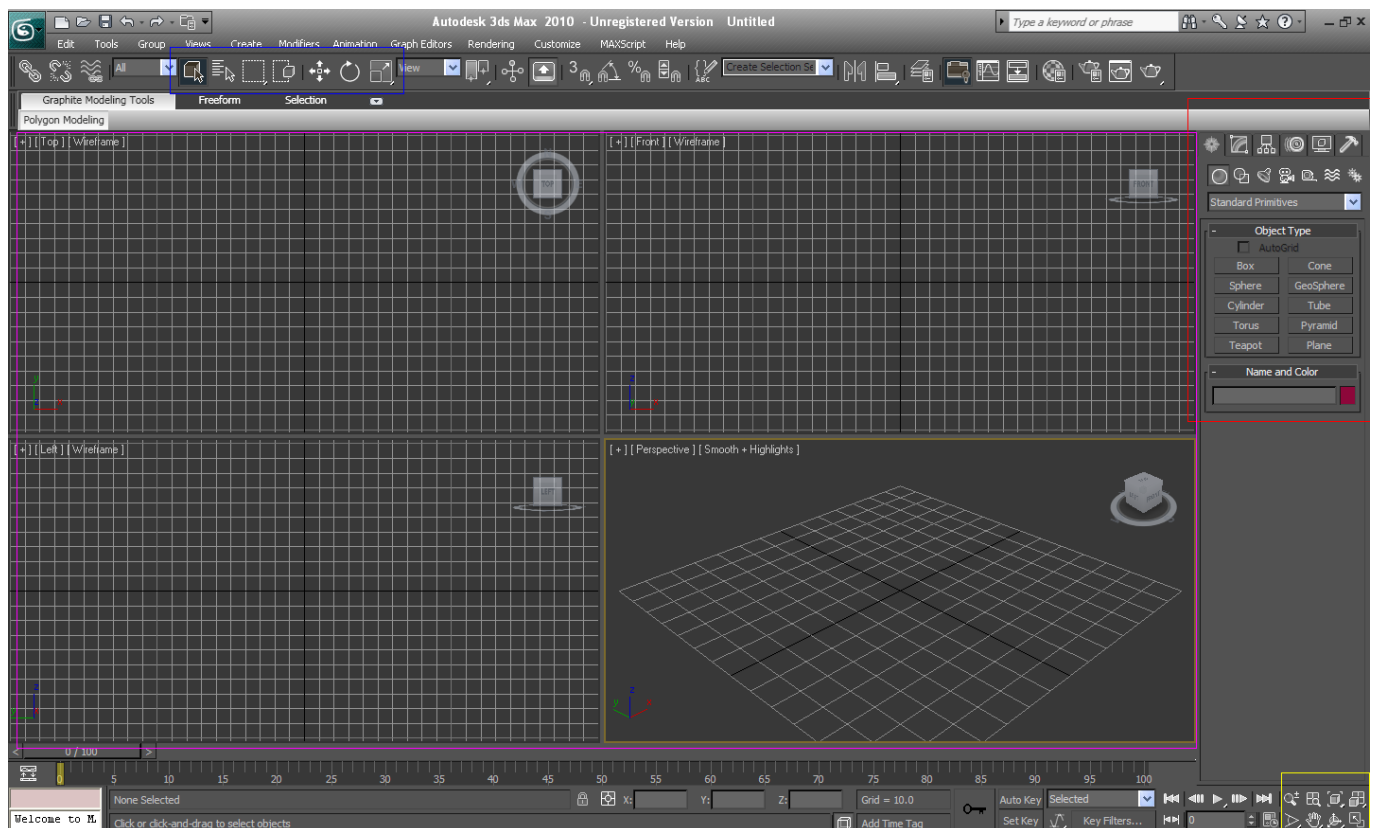 Autodesk 3ds Max 2010 - Unregistered Version Untitled
Type a keyword or phrase
Edit Tools Group Views Create Modifiers Animation Graph Editors Rendering Customize MAXScript Help
All
View
3
%
ABC
Create Selection Se
Graphite Modeling Tools Freeform Selection
Polygon Modeling
[ + ] [ Top ] [ Wireframe ]
TOP
[ + ] [ Front ] [ Wireframe ]
FRONT
Standard Primitives
- Object Type
AutoGrid
Box Cone
Sphere GeoSphere
Cylinder Tube
Torus Pyramid
Teapot Plane
- Name and Color
y
z x
z
x
[ + ] [ Left ] [ Wireframe ]
LEFT
[ + ] [ Perspective ] [ Smooth + Highlights ]
z
y
z
y x
< 0 / 100 >
0 5 10 15 20 25 30 35 40 45 50 55 60 65 70 75 80 85 90 95 100
None Selected
X: Y: Z:
Grid = 10.0
Auto Key Selected
Welcome to M
Click or click-and-drag to select objects
Add Time Tag
Set Key Key Filters...
0